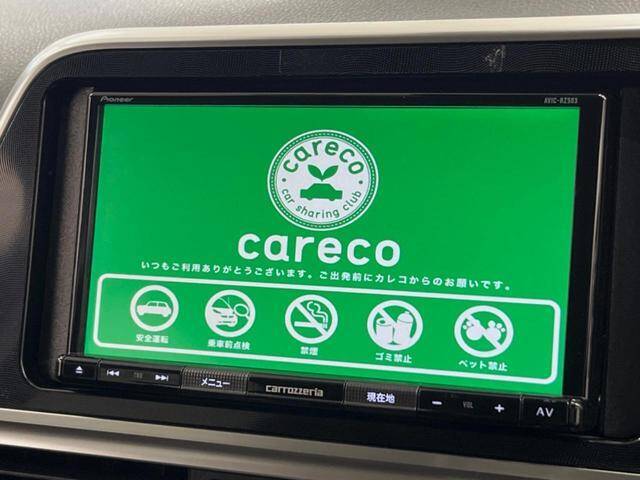 Pioneer
AVIC-RZ503
careco
car sharing club
careco
いつもご利用ありがとうございます。ご出発前にカレコからのお願いです。
安全運転
乗車前点検
禁煙
ゴミ禁止
ペット禁止
TRK
メニュー
carrozzeria
現在地
VOL
AV